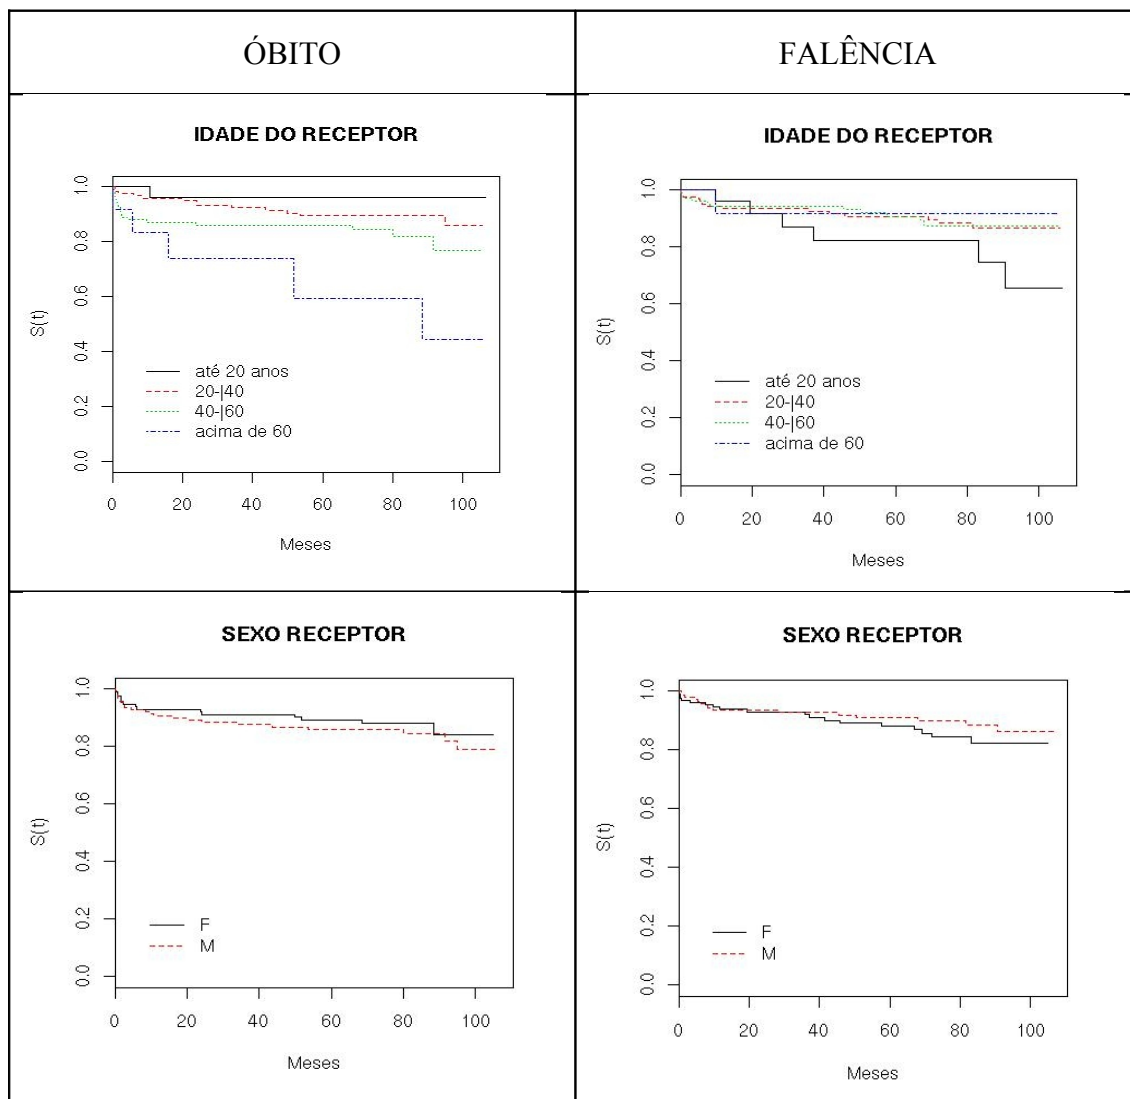 ÓBITO
FALÊNCIA
IDADE DO RECEPTOR
S(t)
0.0
0.2
0.4
0.6
0.8
1.0
até 20 anos
20-|40
40-|60
acima de 60
0 20 40 60 80 100
Meses
IDADE DO RECEPTOR
S(t)
0.0
0.2
0.4
0.6
0.8
1.0
até 20 anos
20-|40
40-|60
acima de 60
0 20 40 60 80 100
Meses
SEXO RECEPTOR
S(t)
0.0
0.2
0.4
0.6
0.8
1.0
F
M
0 20 40 60 80 100
Meses
SEXO RECEPTOR
S(t)
0.0
0.2
0.4
0.6
0.8
1.0
F
M
0 20 40 60 80 100
Meses